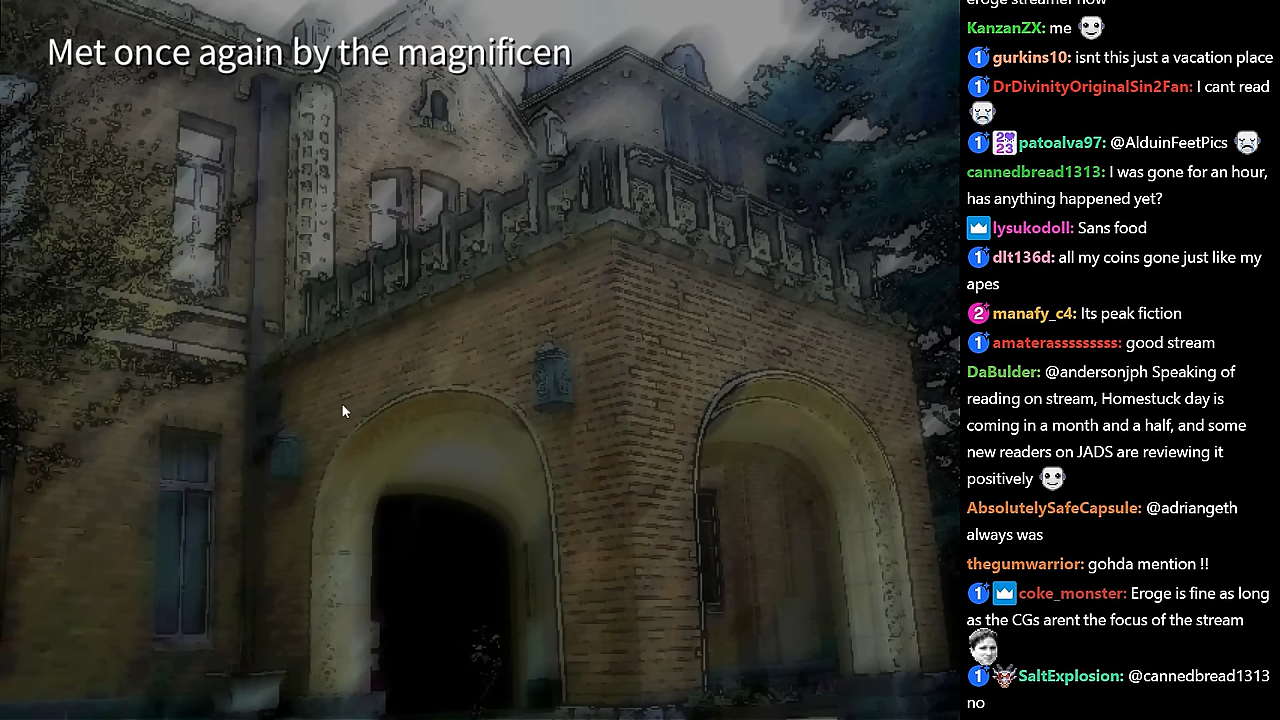 Met once again by the magnificen
eroge streamer now
KanzanZX: me
gurkins10: isnt this just a vacation place
DrDivinityOriginalSin2Fan: I cant read
patoalva97: @AlduinFeetPics
cannedbread1313: I was gone for an hour,
has anything happened yet?
lysukodoll: Sans food
dlt136d: all my coins gone just like my
apes
manafy_c4: Its peak fiction
amaterasssssssss: good stream
DaBulder: @andersonjph Speaking of
reading on stream, Homestuck day is
coming in a month and a half, and some
new readers on JADS are reviewing it
positively
AbsolutelySafeCapsule: @adriangeth
always was
thegumwarrior: gohda mention !!
coke_monster: Eroge is fine as long
as the CGs arent the focus of the stream
SaltExplosion: @cannedbread1313
no